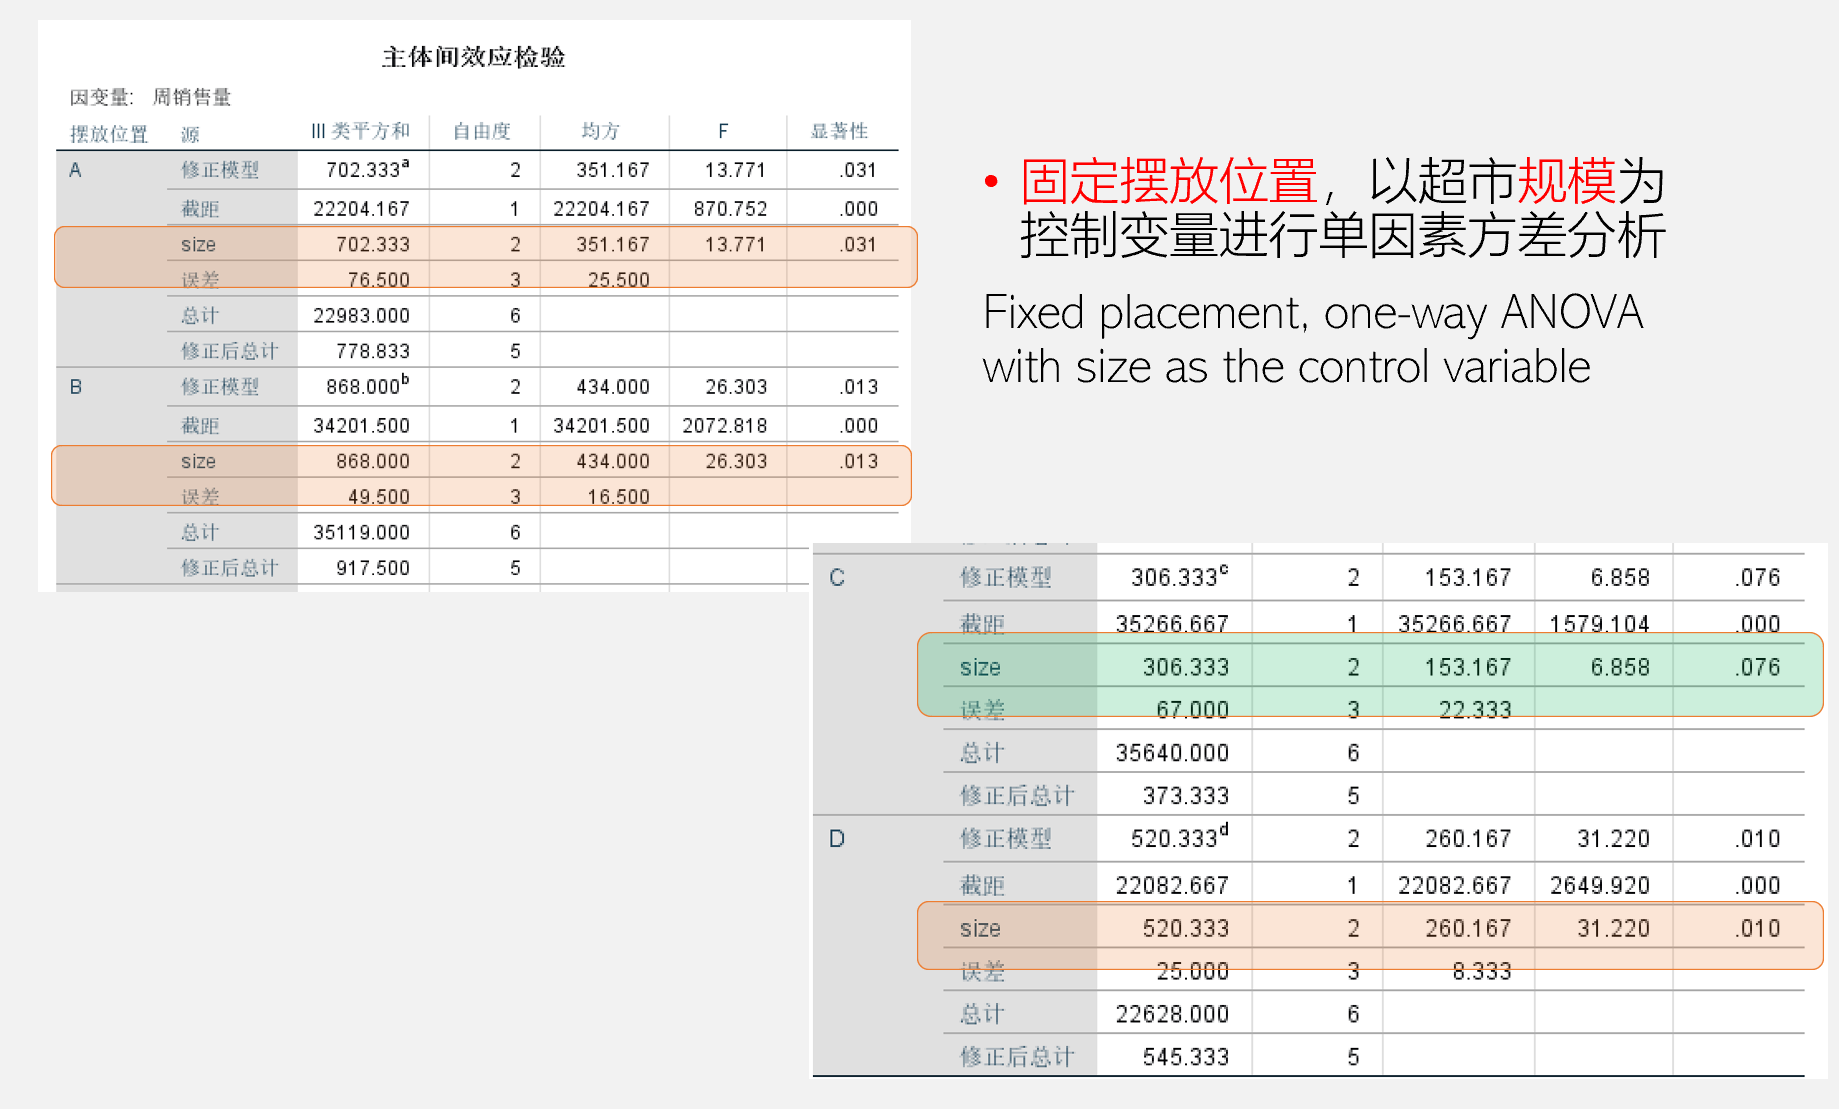 主体间效应检验
因变量: 周销售量
摆放位置 源 III 类平方和 自由度 均方 F 显著性
A 修正模型 702.333a 2 351.167 13.771 .031
截距 22204.167 1 22204.167 870.752 .000
size 702.333 2 351.167 13.771 .031
误差 76.500 3 25.500
总计 22983.000 6
修正后总计 778.833 5
B 修正模型 868.000b 2 434.000 26.303 .013
截距 34201.500 1 34201.500 2072.818 .000
size 868.000 2 434.000 26.303 .013
误差 49.500 3 16.500
总计 35119.000 6
修正后总计 917.500 5
• 固定摆放位置，以超市规模为
控制变量进行单因素方差分析
Fixed placement, one-way ANOVA
with size as the control variable
C 修正模型 306.333c 2 153.167 6.858 .076
截距 35266.667 1 35266.667 1579.104 .000
size 306.333 2 153.167 6.858 .076
误差 67.000 3 22.333
总计 35640.000 6
修正后总计 373.333 5
D 修正模型 520.333d 2 260.167 31.220 .010
截距 22082.667 1 22082.667 2649.920 .000
size 520.333 2 260.167 31.220 .010
误差 25.000 3 8.333
总计 22628.000 6
修正后总计 545.333 5